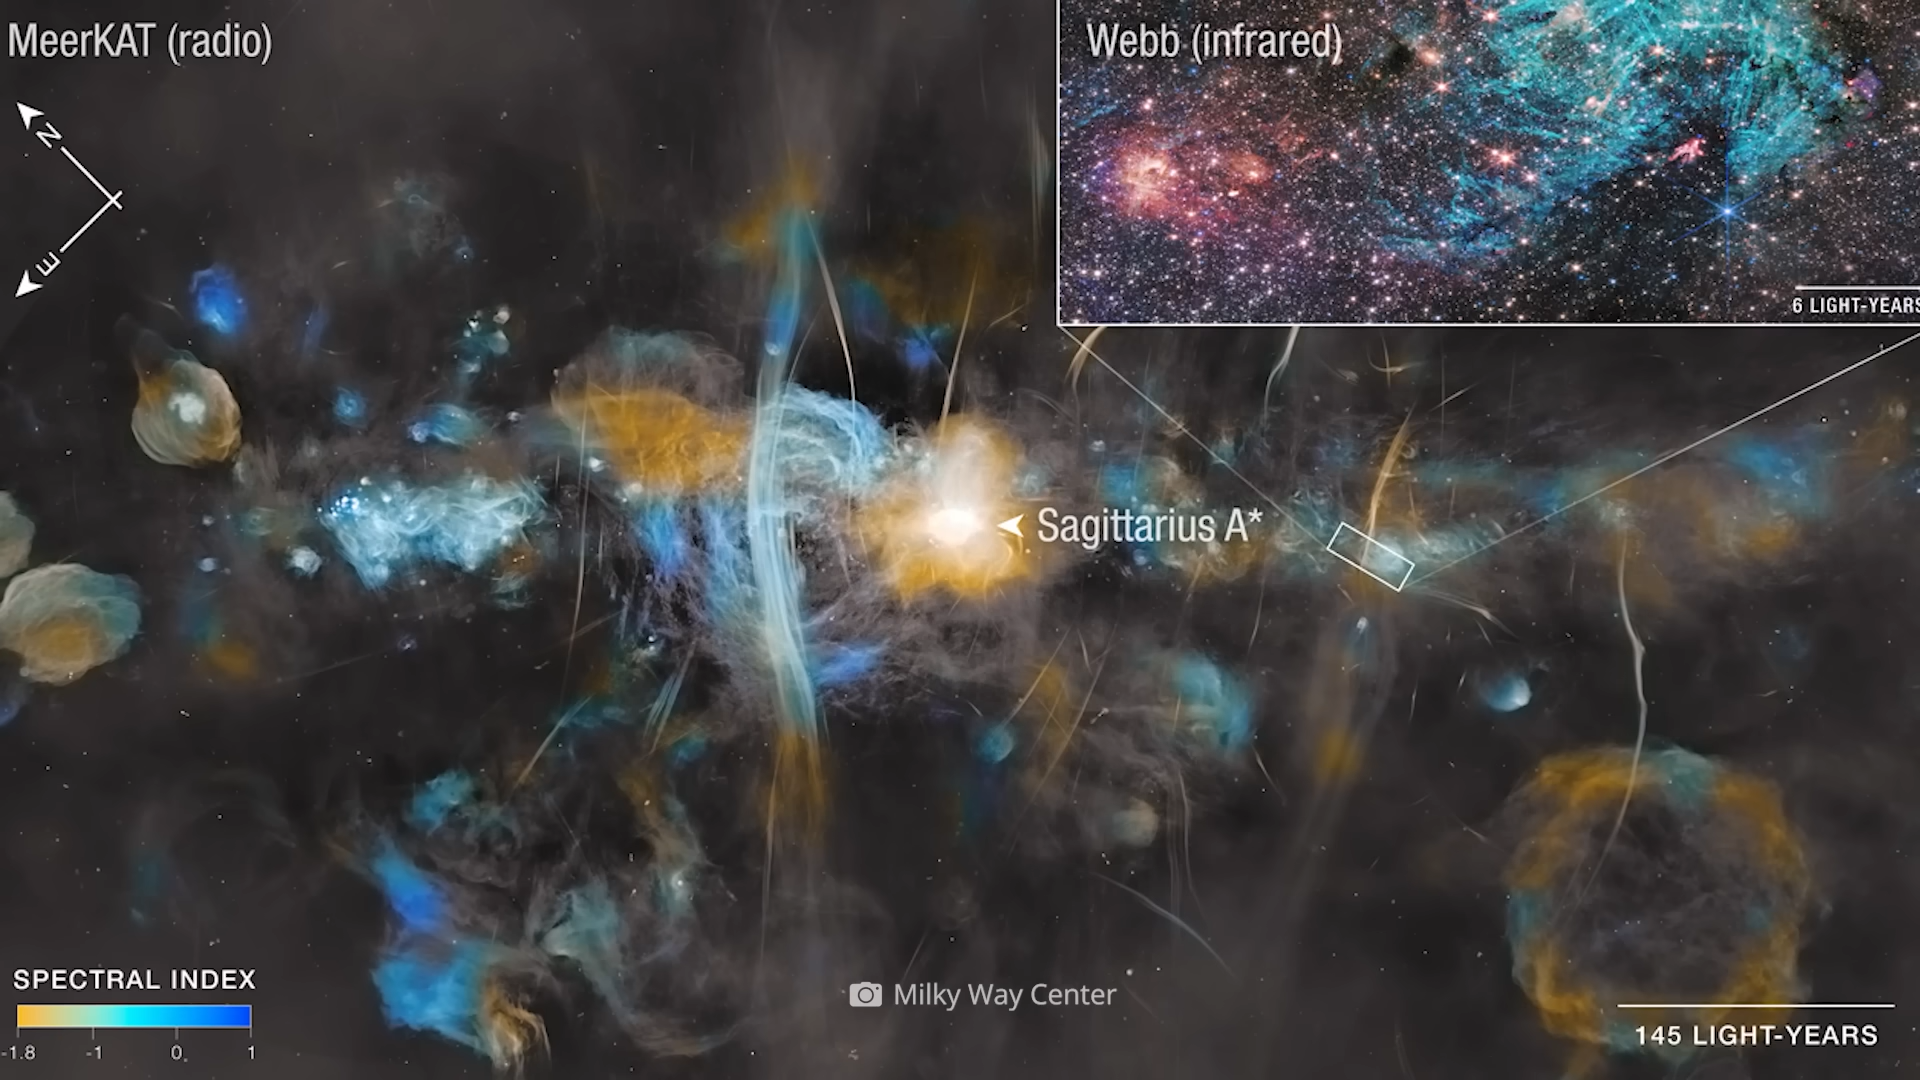 MeerKAT (radio)
Webb (infrared)
N
E
6 LIGHT-YEARS
Sagittarius A*
SPECTRAL INDEX
-1.8 -1 0 1
Milky Way Center
145 LIGHT-YEARS